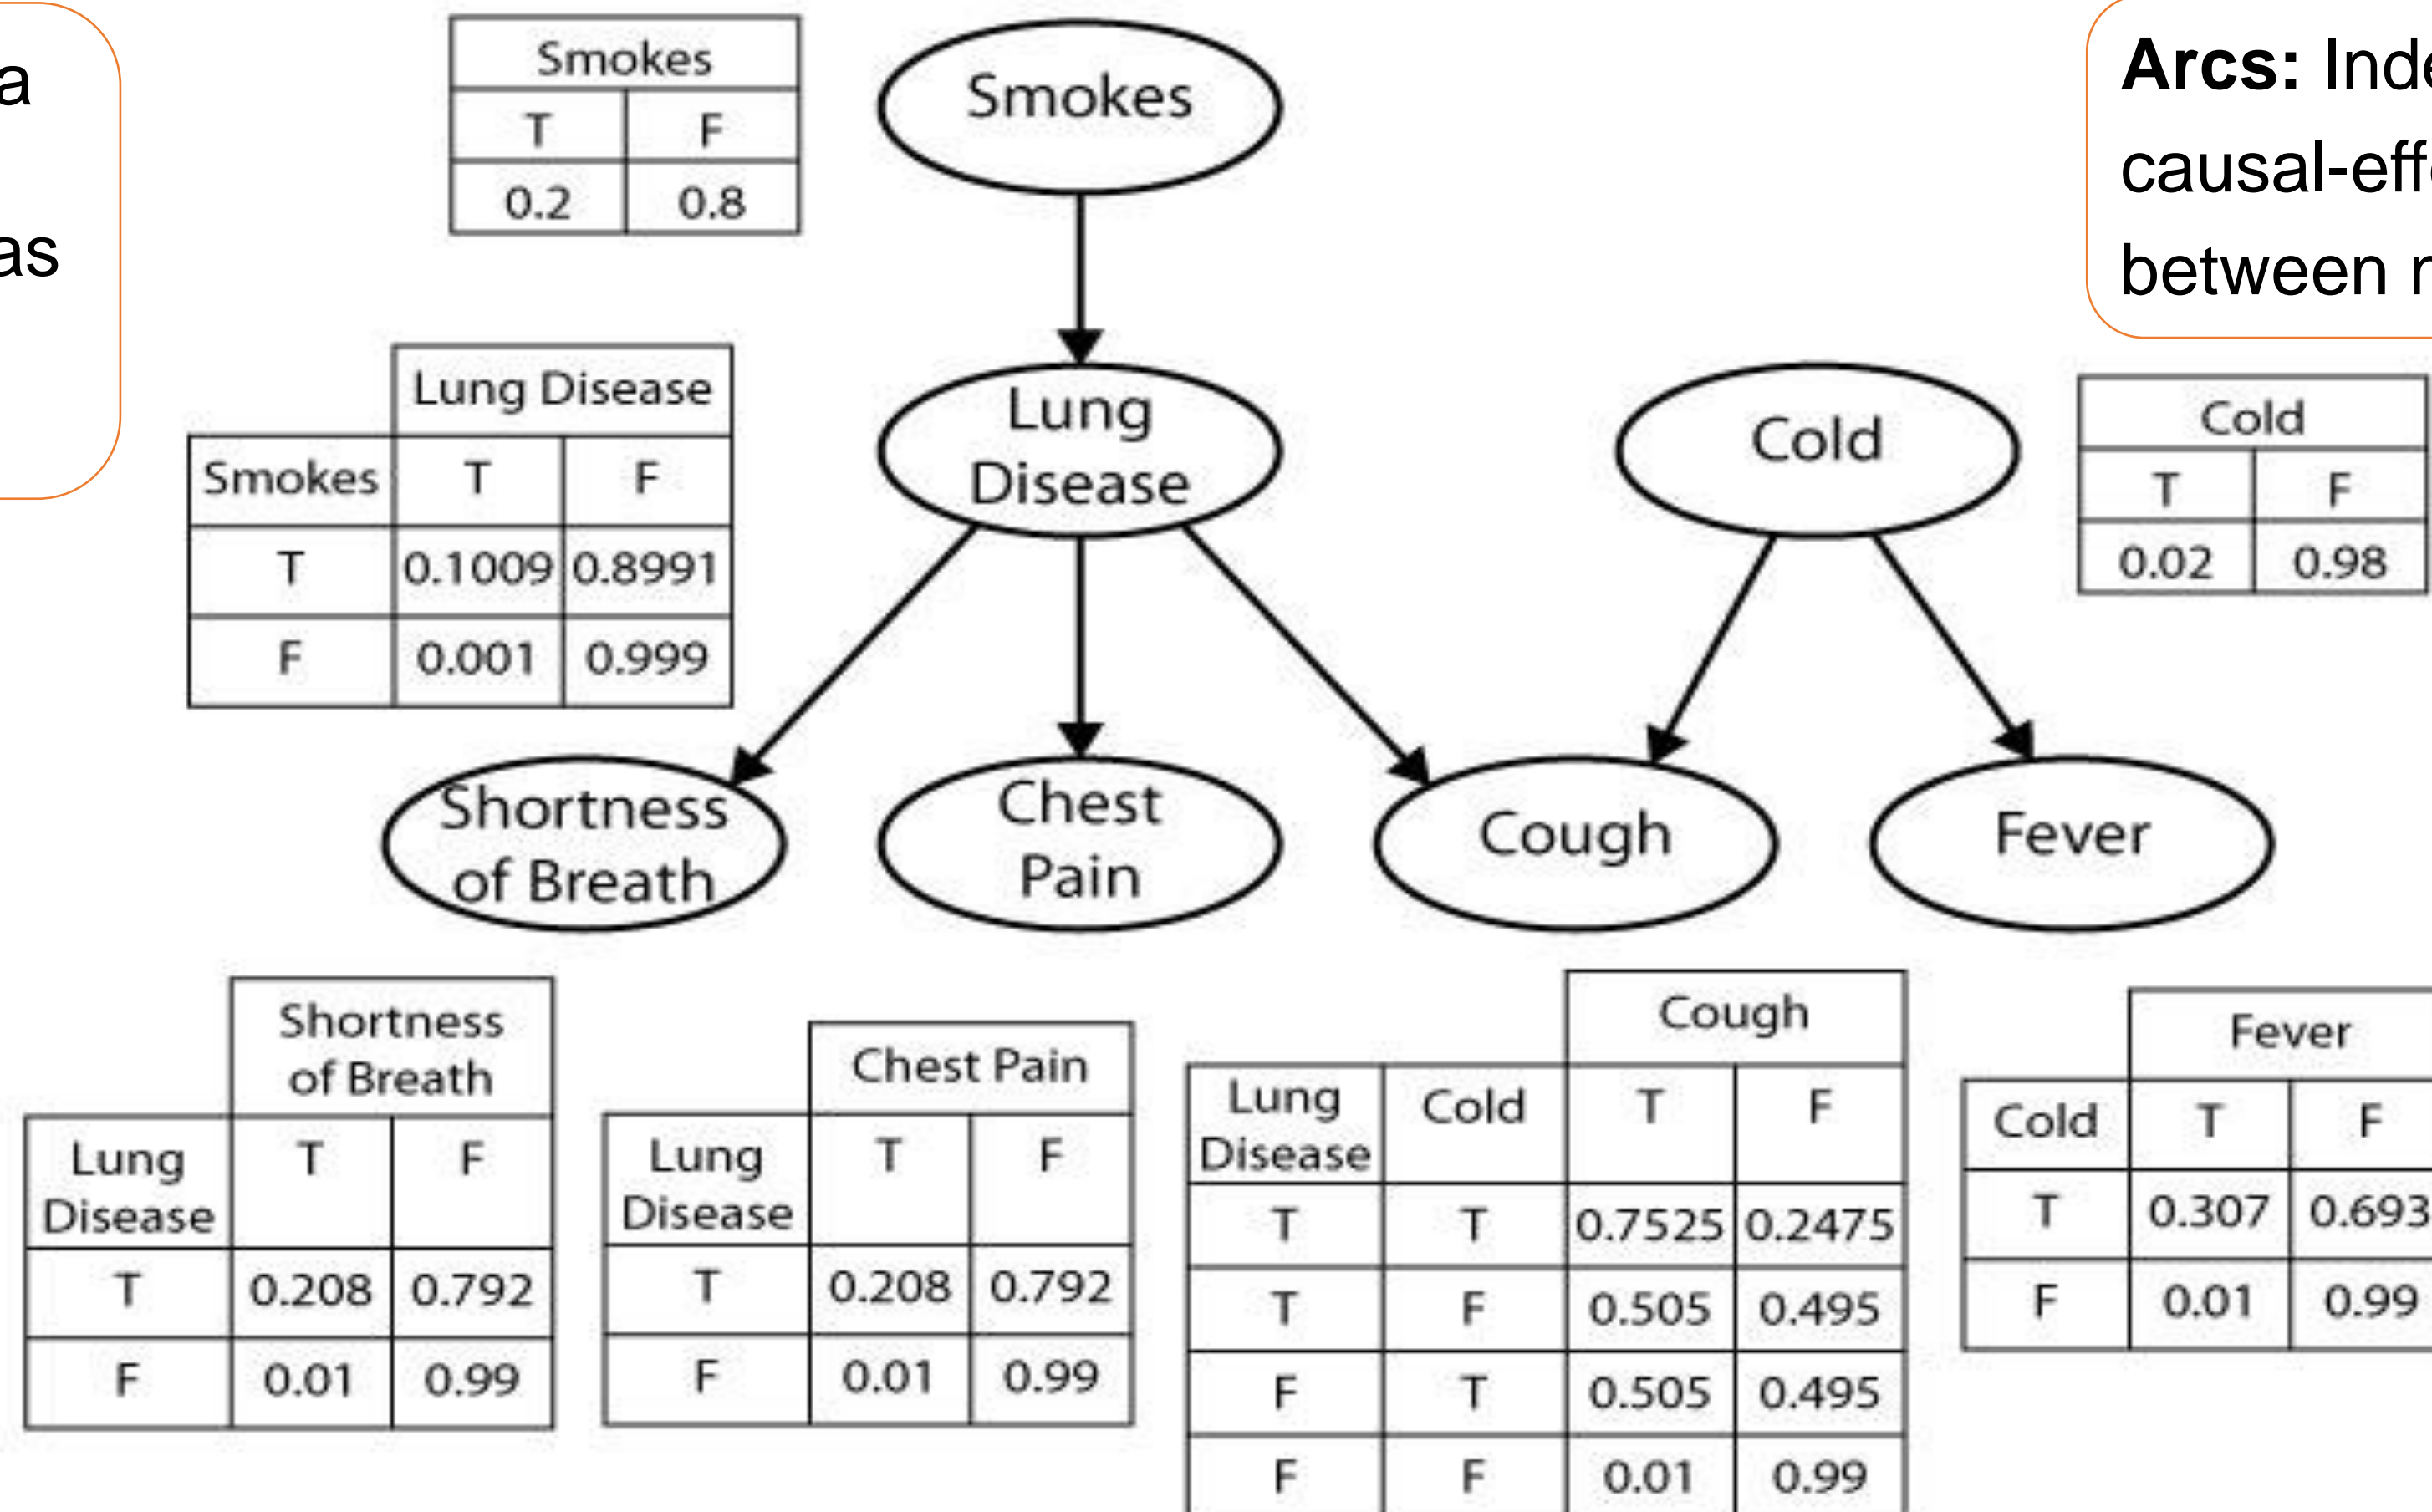 a
as
Arcs:
causal-eff
between
Smokes
T F
0.2 0.8
Smokes
Lung Disease
Smokes T F
T 0.1009 0.8991
F 0.001 0.999
Lung
Disease
Cold
Cold
T F
0.02 0.98
Shortness
of Breath
Chest
Pain
Cough
Fever
Shortness
of Breath
Lung
Disease T F
T 0.208 0.792
F 0.01 0.99
Chest Pain
Lung
Disease T F
T 0.208 0.792
F 0.01 0.99
Cough
Lung
Disease Cold T F
T T 0.7525 0.2475
T F 0.505 0.495
F T 0.505 0.495
F F 0.01 0.99
Fever
Cold T F
T 0.307 0.693
F 0.01 0.99